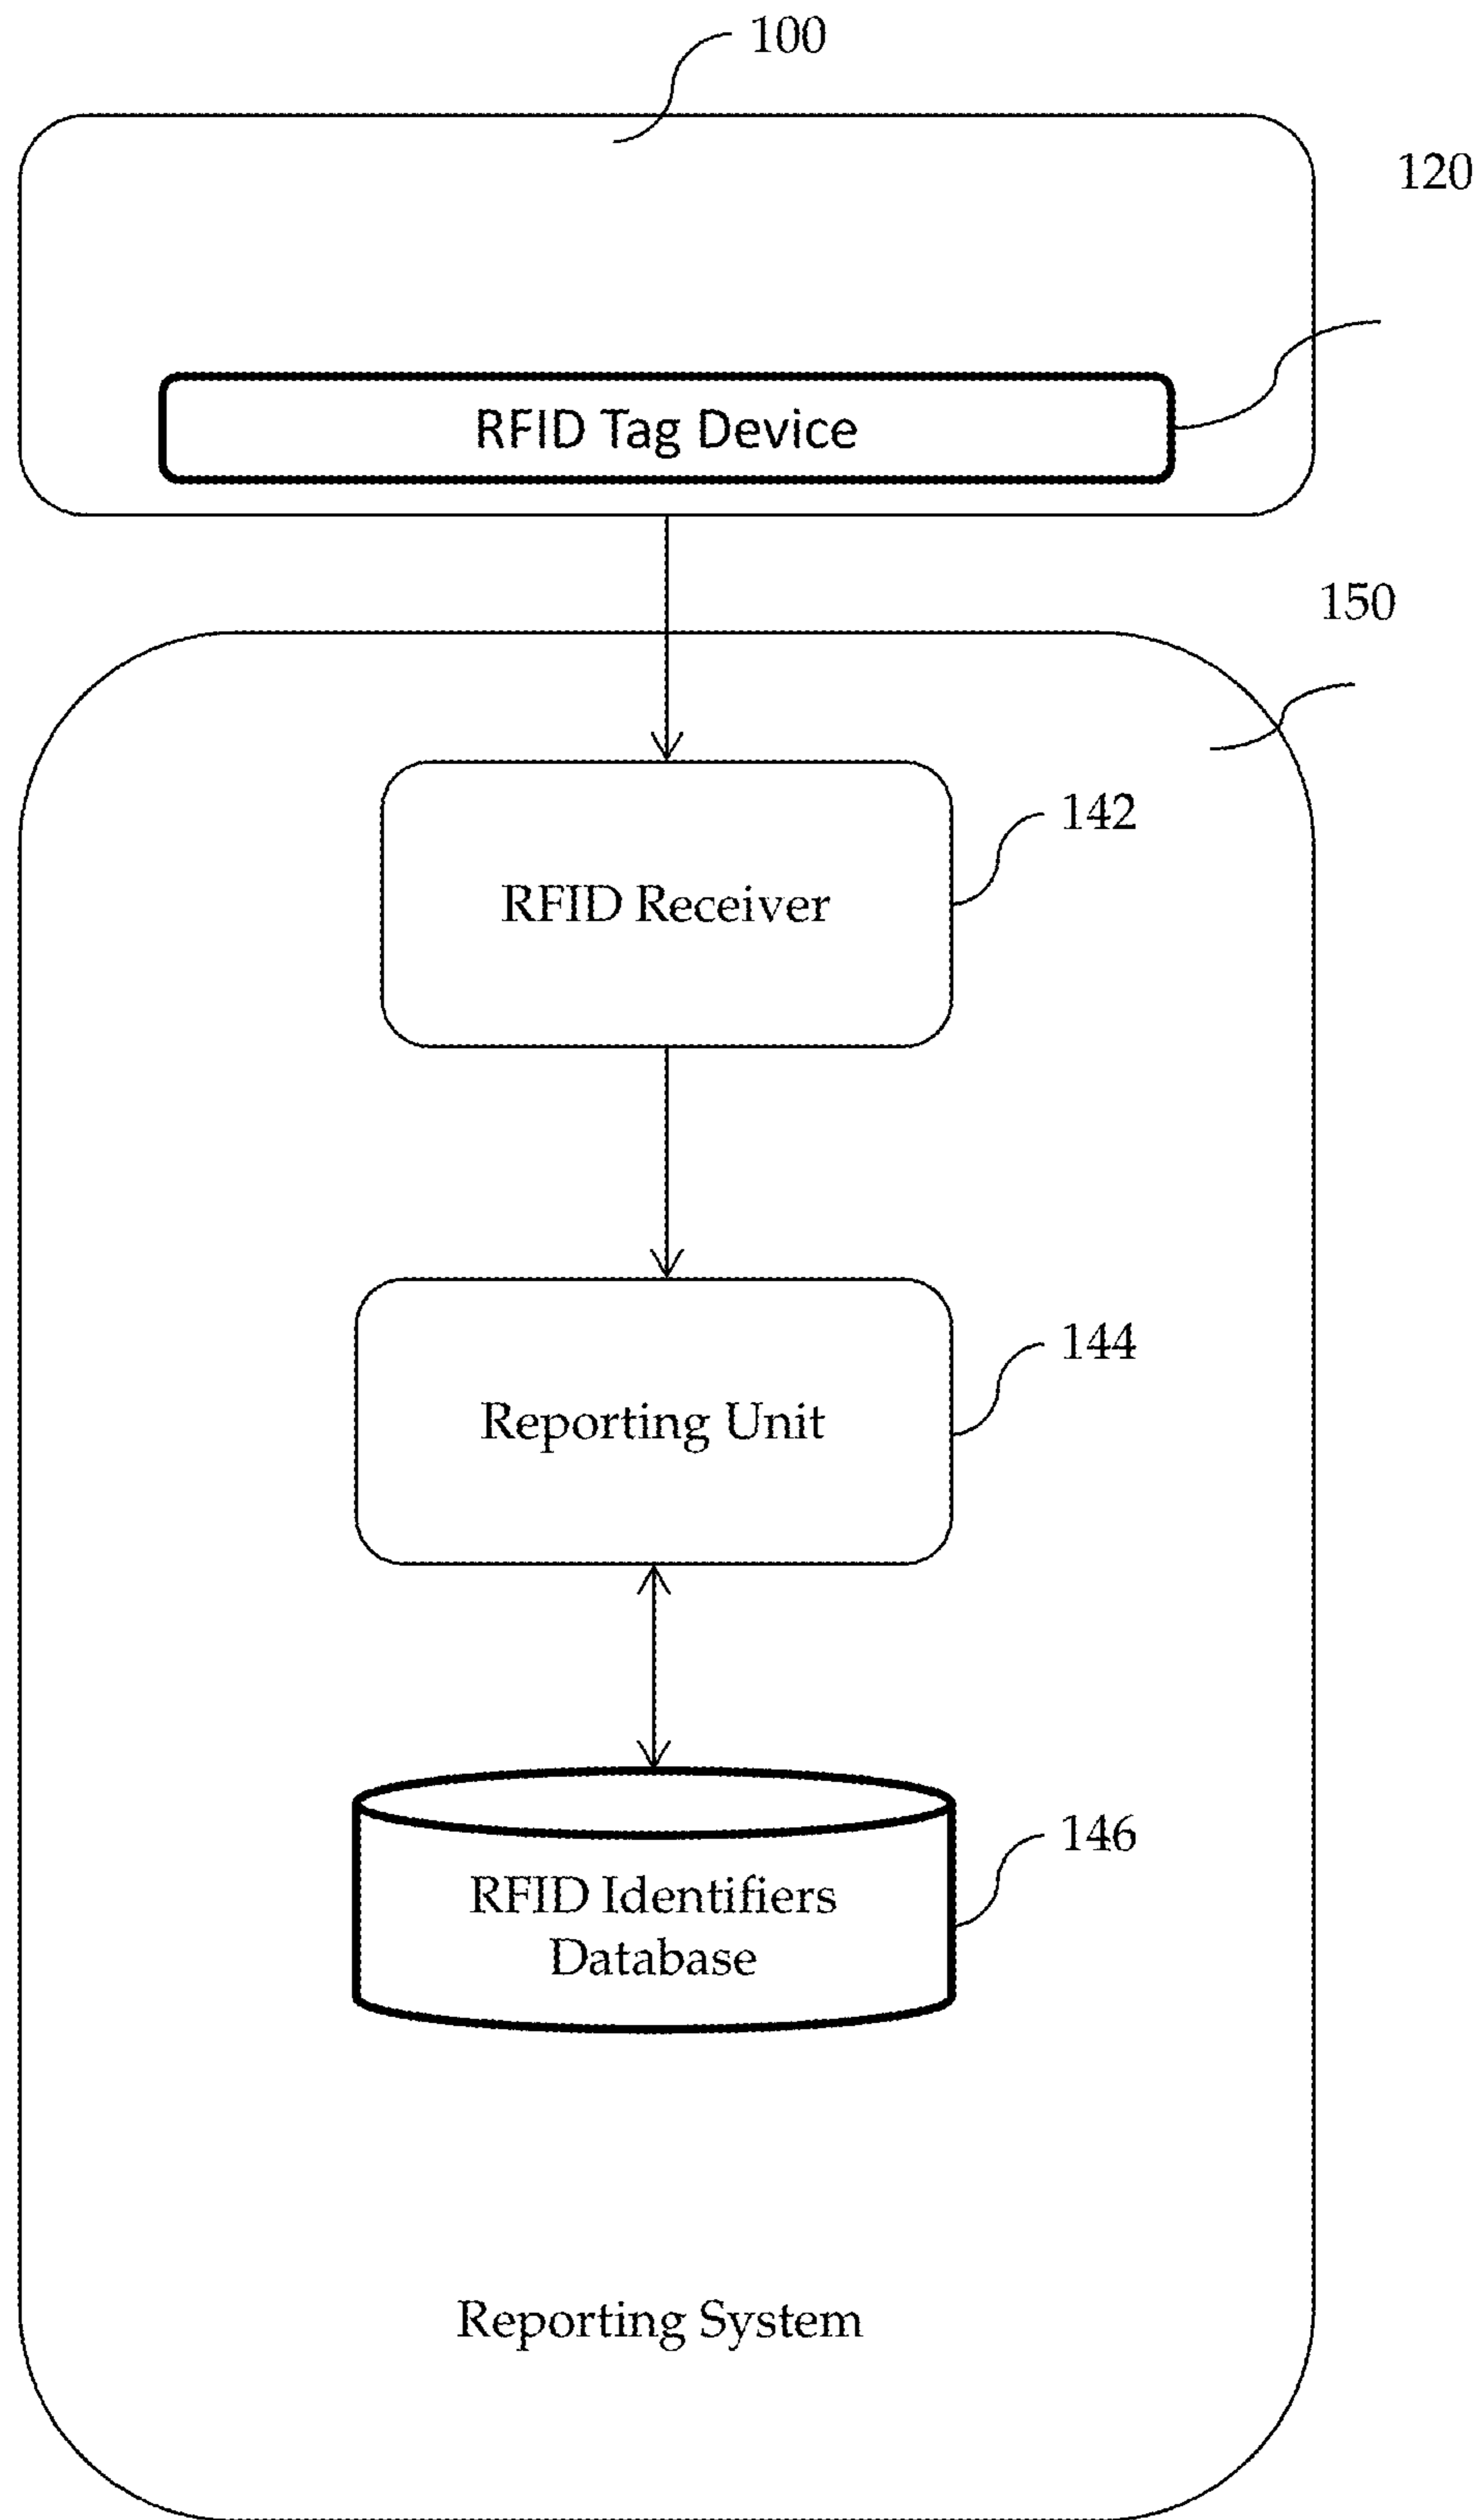 100
120
RFID Tag Device
150
142
RFID Receiver
144
Reporting Unit
146
RFID Identifiers
Database
Reporting System